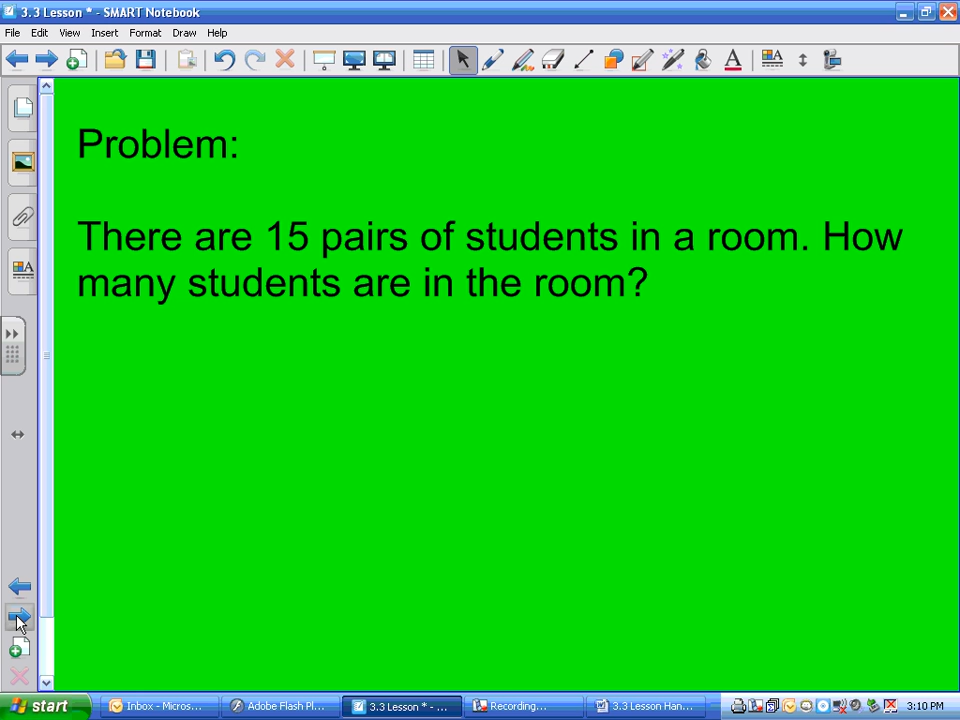 3.3 Lesson * - SMART Notebook
File Edit View Insert Format Draw Help
Problem:
There are 15 pairs of students in a room. How
many students are in the room?
start Inbox - Micros... Adobe Flash Pl... 3.3 Lesson * - ... Recording... 3.3 Lesson Han... 3:10 PM